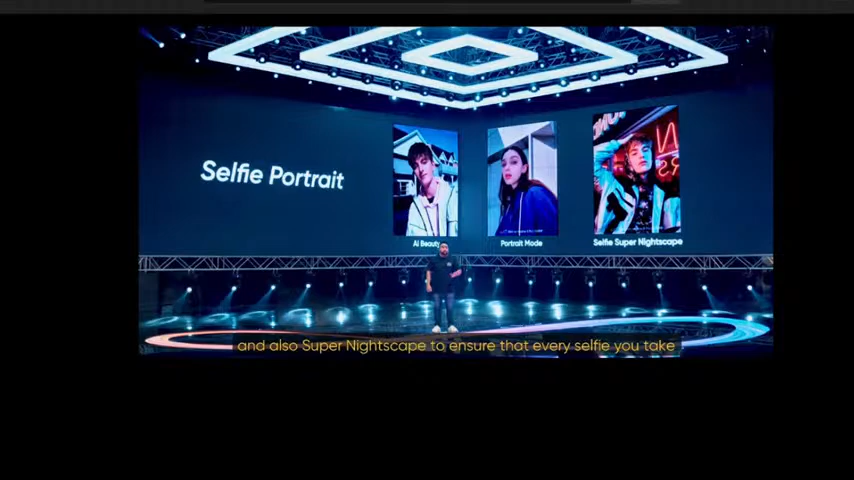 Selfie Portrait
AI Beauty
Portrait Mode
Selfie Super Nightscape
and also Super Nightscape to ensure that every selfie you take